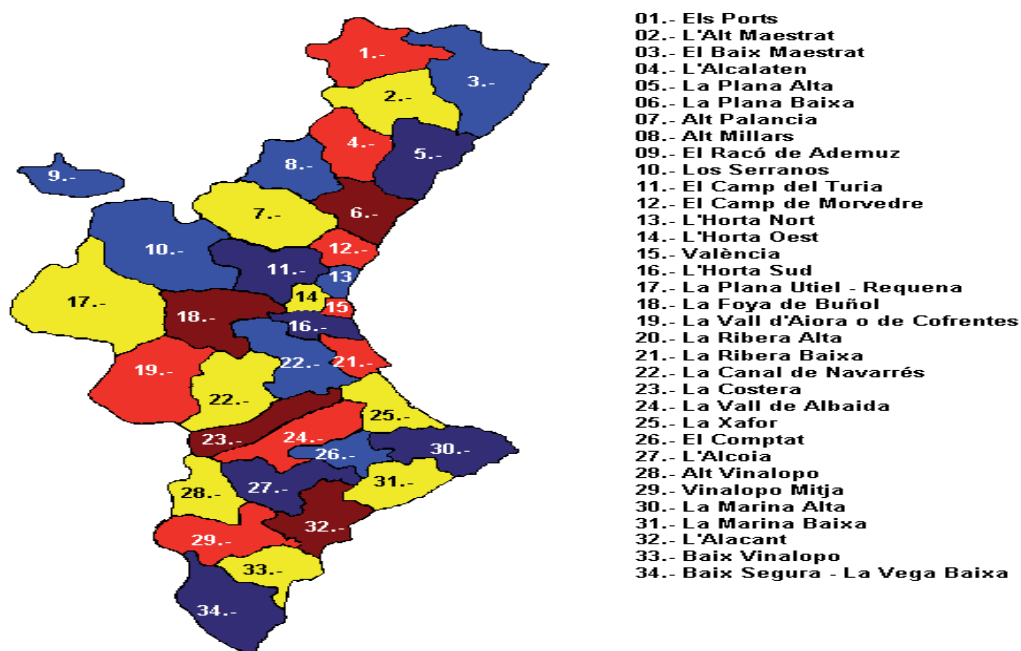 01.- Els Ports
02.- L'Alt Maestrat
03.- El Baix Maestrat
04.- L'Alcalaten
05.- La Plana Alta
06.- La Plana Baixa
07.- Alt Palancia
08.- Alt Millars
09.- El Racó de Ademuz
10.- Los Serranos
11.- El Camp del Turia
12.- El Camp de Morvedre
13.- L'Horta Nort
14.- L'Horta Oest
15.- València
16.- L'Horta Sud
17.- La Plana Utiel - Requena
18.- La Foya de Buñol
19.- La Vall d'Aiora o de Cofrentes
20.- La Ribera Alta
21.- La Ribera Baixa
22.- La Canal de Navarrés
23.- La Costera
24.- La Vall de Albaida
25.- La Xafor
26.- El Comptat
27.- L'Alcoia
28.- Alt Vinalopo
29.- Vinalopo Mitja
30.- La Marina Alta
31.- La Marina Baixa
32.- L'Alacant
33.- Baix Vinalopo
34.- Baix Segura - La Vega Baixa
1.-
3.-
2.-
4.-
5.-
8.-
9.-
6.-
7.-
10.-
12.-
11.-
13
14
17.-
15
18.-
16.-
21.-
22.-
19.-
22.-
25.-
23.-
24.-
30.-
26.-
31.-
27.-
28.-
32.-
29.-
33.-
34.-